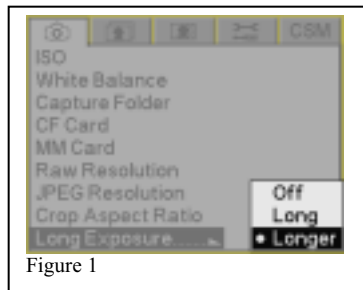 CSM
ISO
White Balance
Capture Folder
CF Card
MM Card
Raw Resolution
JPEG Resolution
Crop Aspect Ratio
Long Exposure.....
Off
Long
Longer
Figure 1